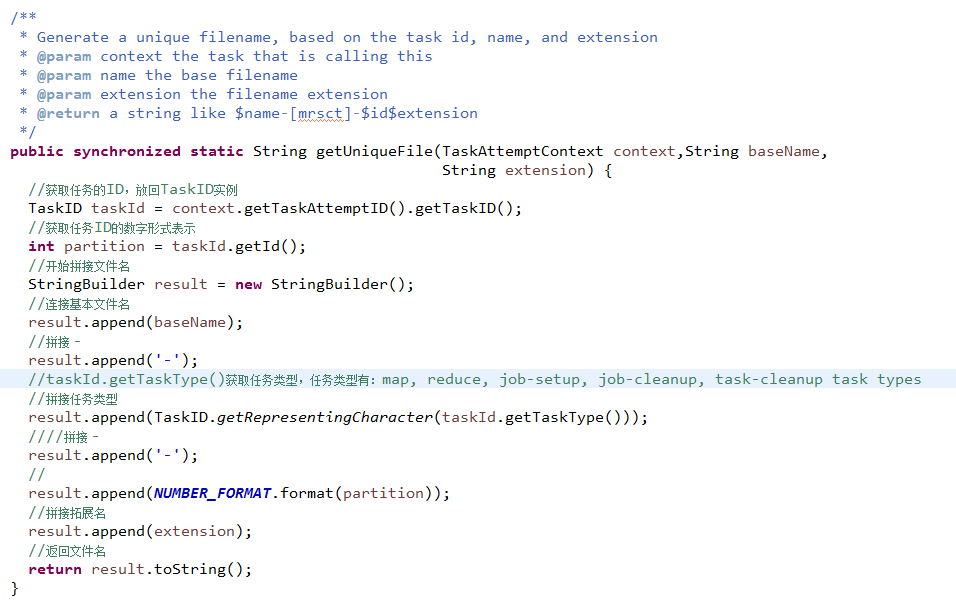 /**
 * Generate a unique filename, based on the task id, name, and extension
 * @param context the task that is calling this
 * @param name the base filename
 * @param extension the filename extension
 * @return a string like $name-[mrsct]-$id$extension
 */
public synchronized static String getUniqueFile(TaskAttemptContext context,String baseName,
                                                String extension) {
  //获取任务的ID，放回TaskID实例
  TaskID taskId = context.getTaskAttemptID().getTaskID();
  //获取任务ID的数字形式表示
  int partition = taskId.getId();
  //开始拼接文件名
  StringBuilder result = new StringBuilder();
  //连接基本文件名
  result.append(baseName);
  //拼接 -
  result.append('-');
  //taskId.getTaskType()获取任务类型，任务类型有：map, reduce, job-setup, job-cleanup, task-cleanup task types
  //拼接任务类型
  result.append(TaskID.getRepresentingCharacter(taskId.getTaskType()));
  ////拼接 -
  result.append('-');
  //
  result.append(NUMBER_FORMAT.format(partition));
  //拼接拓展名
  result.append(extension);
  //返回文件名
  return result.toString();
}